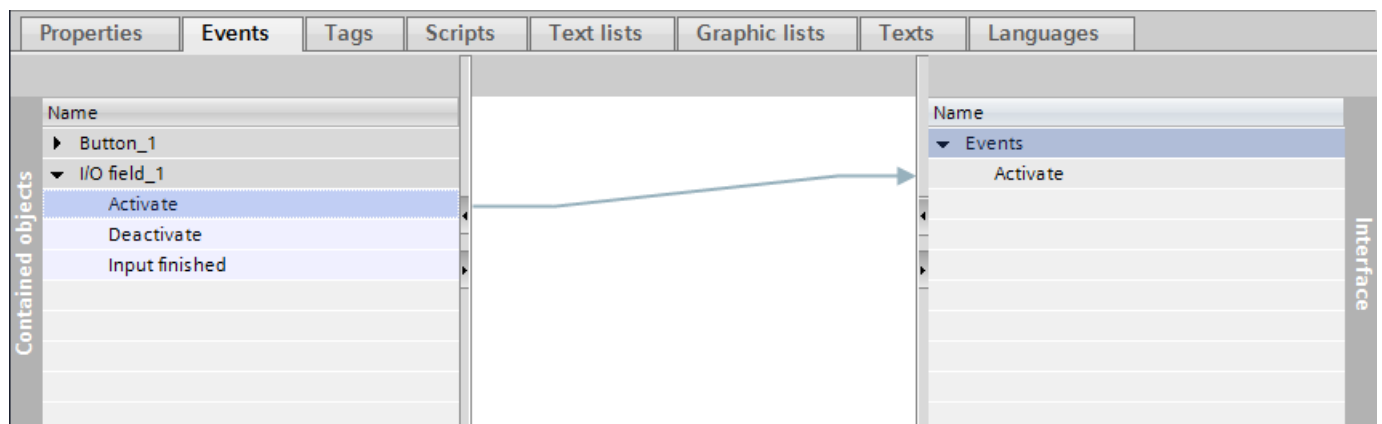 Properties Events Tags Scripts Text lists Graphic lists Texts Languages
Contained objects
Name
Button_1
I/O field_1
Activate
Deactivate
Input finished
Name
Events
Activate
Interface